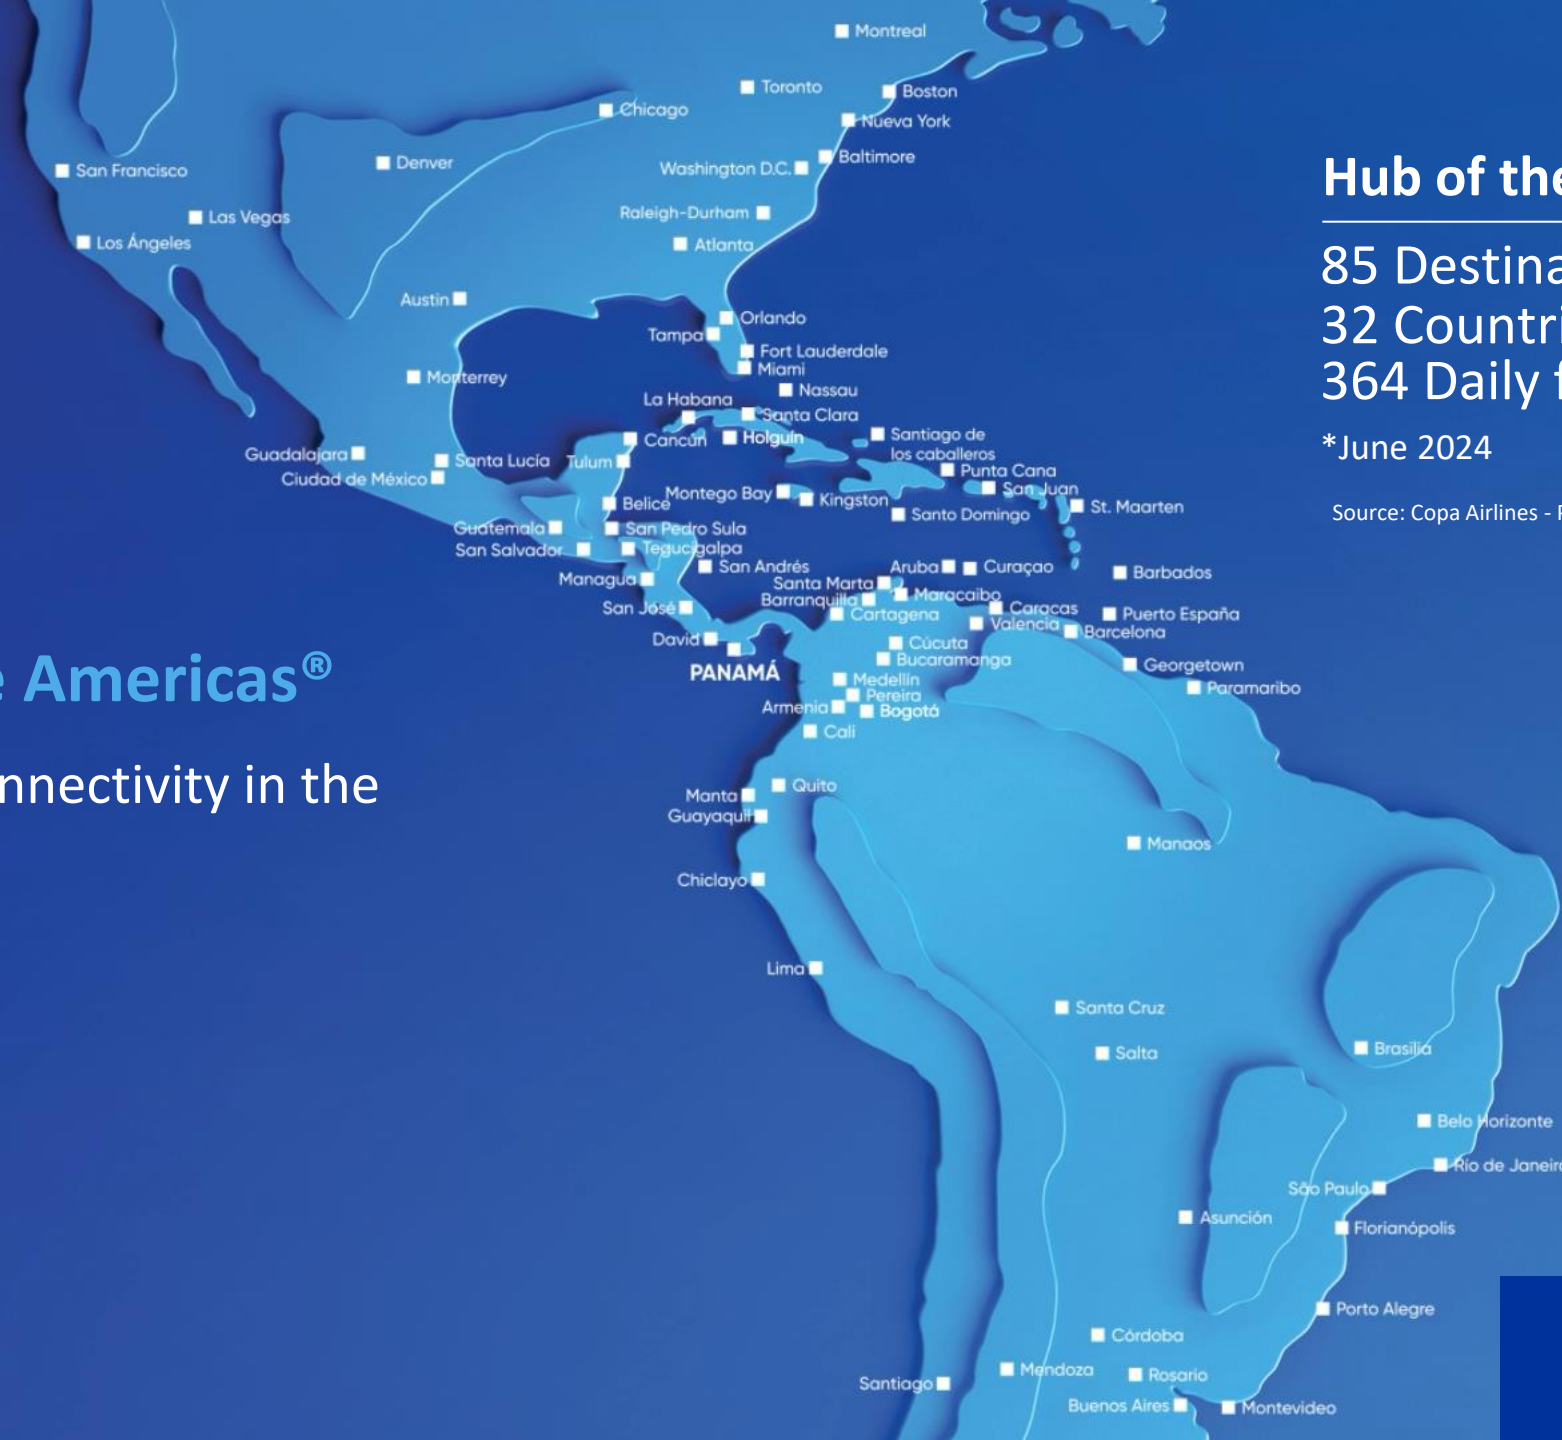 Montreal
Toronto
Boston
Chicago
Nueva York
Baltimore
Denver
Washington D.C.
San Francisco
Raleigh-Durham
Las Vegas
Los Ángeles
Atlanta
Austin
Orlando
Tampa
Fort Lauderdale
Miami
Monterrey
Nassau
La Habana
Santa Clara
Cancún
Holguín
Santiago de
los caballeros
Guadalajara
Santa Lucía
Tulum
Punta Cana
Ciudad de México
San Juan
Montego Bay
Kingston
Belice
St. Maarten
Santo Domingo
Guatemala
San Pedro Sula
San Salvador
Tegucigalpa
San Andrés
Aruba
Curaçao
Barbados
Managua
Santa Marta
Maracaibo
Barranquilla
San José
Cartagena
Caracas
Puerto España
Valencia
Barcelona
David
Cúcuta
PANAMÁ
Bucaramanga
Georgetown
Medellín
Paramaribo
Pereira
Armenia
Bogotá
Cali
Quito
Manta
Guayaquil
Manaos
Chiclayo
Lima
Santa Cruz
Salta
Brasilia
Belo Horizonte
Río de Janeiro
São Paulo
Asunción
Florianópolis
Porto Alegre
Córdoba
Mendoza
Rosario
Santiago
Buenos Aires
Montevideo
Hub of the
85 Destina
32 Countri
364 Daily f
*June 2024
Source: Copa Airlines - P
e Americas®
nnectivity in the